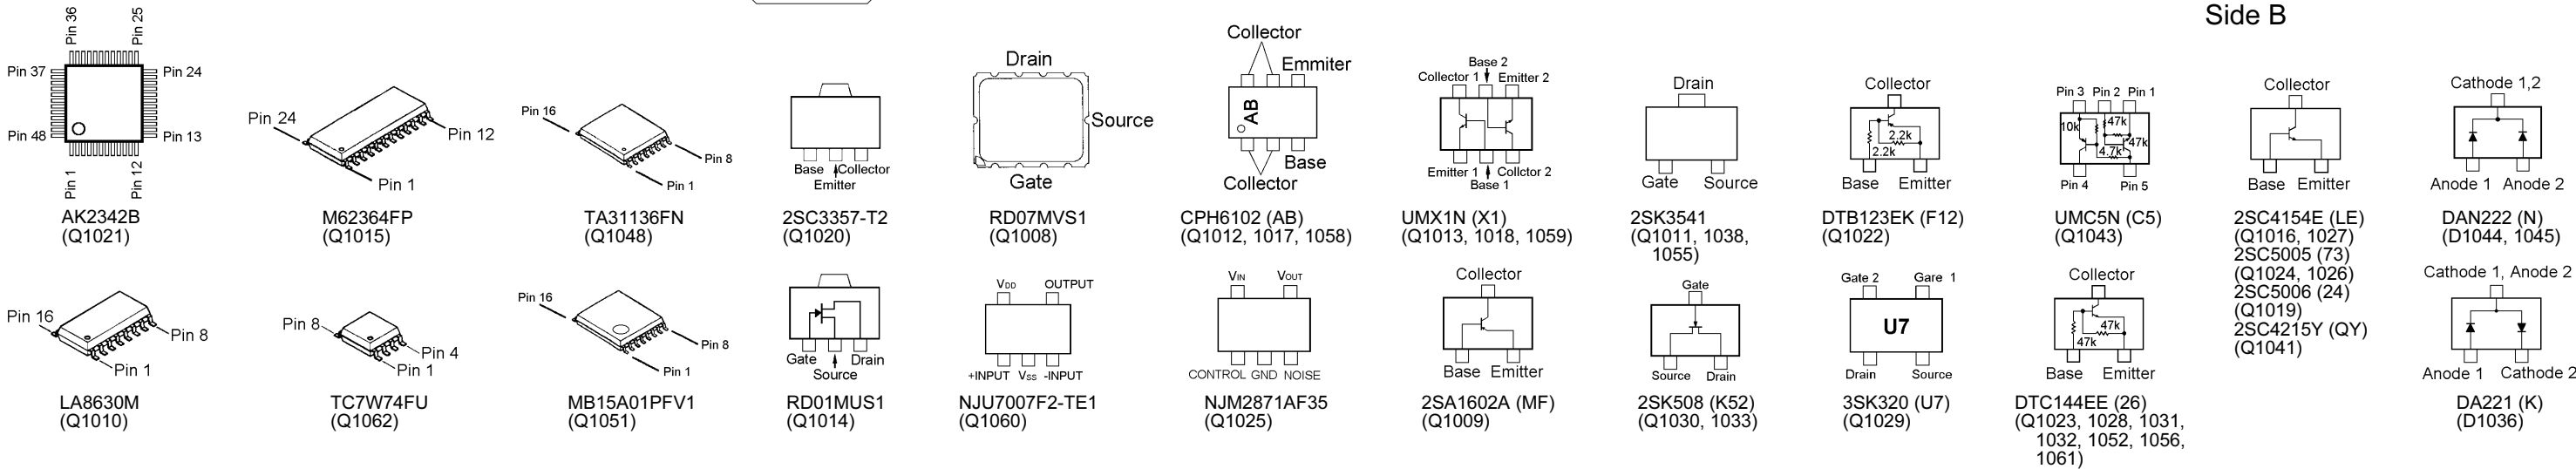 Side B
Pin 36
Pin 25
Pin 37
Pin 24
Pin 48
Pin 13
Pin 1
Pin 12
AK2342B
(Q1021)
Pin 24
Pin 12
Pin 1
M62364FP
(Q1015)
Pin 16
Pin 8
Pin 1
TA31136FN
(Q1048)
Base Collector
Emitter
2SC3357-T2
(Q1020)
Drain
Source
Gate
RD07MVS1
(Q1008)
Collector
Emmiter
AB
Base
Collector
CPH6102 (AB)
(Q1012, 1017, 1058)
Base 2
Collector 1 Emitter 2
Emitter 1 Collctor 2
Base 1
UMX1N (X1)
(Q1013, 1018, 1059)
Drain
Gate Source
2SK3541
(Q1011, 1038,
1055)
Collector
2.2k
2.2k
Base Emitter
DTB123EK (F12)
(Q1022)
Pin 3 Pin 2 Pin 1
10k 47k
47k
4.7k
Pin 4 Pin 5
UMC5N (C5)
(Q1043)
Collector
Base Emitter
2SC4154E (LE)
(Q1016, 1027)
2SC5005 (73)
(Q1024, 1026)
2SC5006 (24)
(Q1019)
2SC4215Y (QY)
(Q1041)
Cathode 1,2
Anode 1 Anode 2
DAN222 (N)
(D1044, 1045)
Pin 16
Pin 8
Pin 1
LA8630M
(Q1010)
Pin 8
Pin 4
Pin 1
TC7W74FU
(Q1062)
Pin 16
Pin 8
Pin 1
MB15A01PFV1
(Q1051)
Gate Drain
Source
RD01MUS1
(Q1014)
VDD OUTPUT
+INPUT VSS -INPUT
NJU7007F2-TE1
(Q1060)
VIN VOUT
CONTROL GND NOISE
NJM2871AF35
(Q1025)
Collector
Base Emitter
2SA1602A (MF)
(Q1009)
Gate
Source Drain
2SK508 (K52)
(Q1030, 1033)
Gate 2 Gare 1
U7
Drain Source
3SK320 (U7)
(Q1029)
Collector
47k
47k
Base Emitter
DTC144EE (26)
(Q1023, 1028, 1031,
1032, 1052, 1056,
1061)
Cathode 1, Anode 2
Anode 1 Cathode 2
DA221 (K)
(D1036)